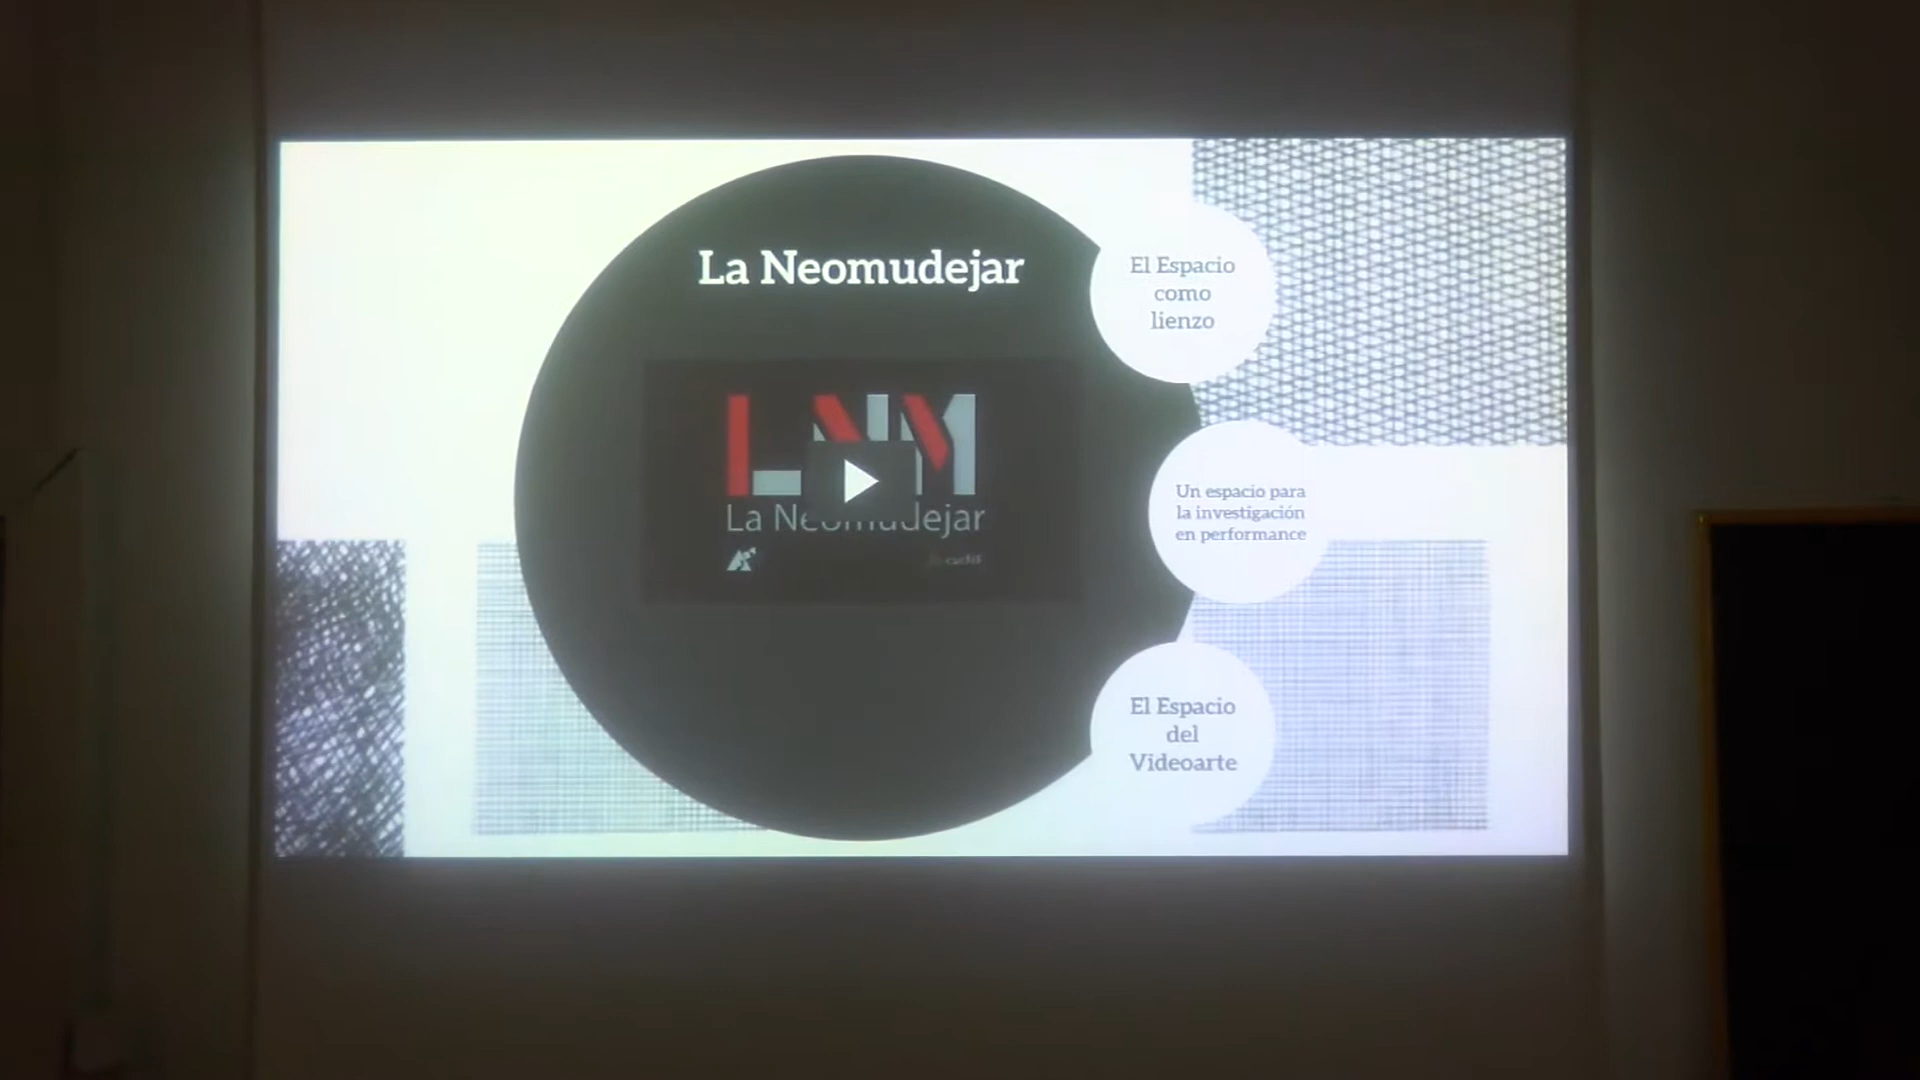 La Neomudejar
El Espacio
como
lienzo
LNM
La Neomudejar
Un espacio para
la investigación
en performance
El Espacio
del
Videoarte